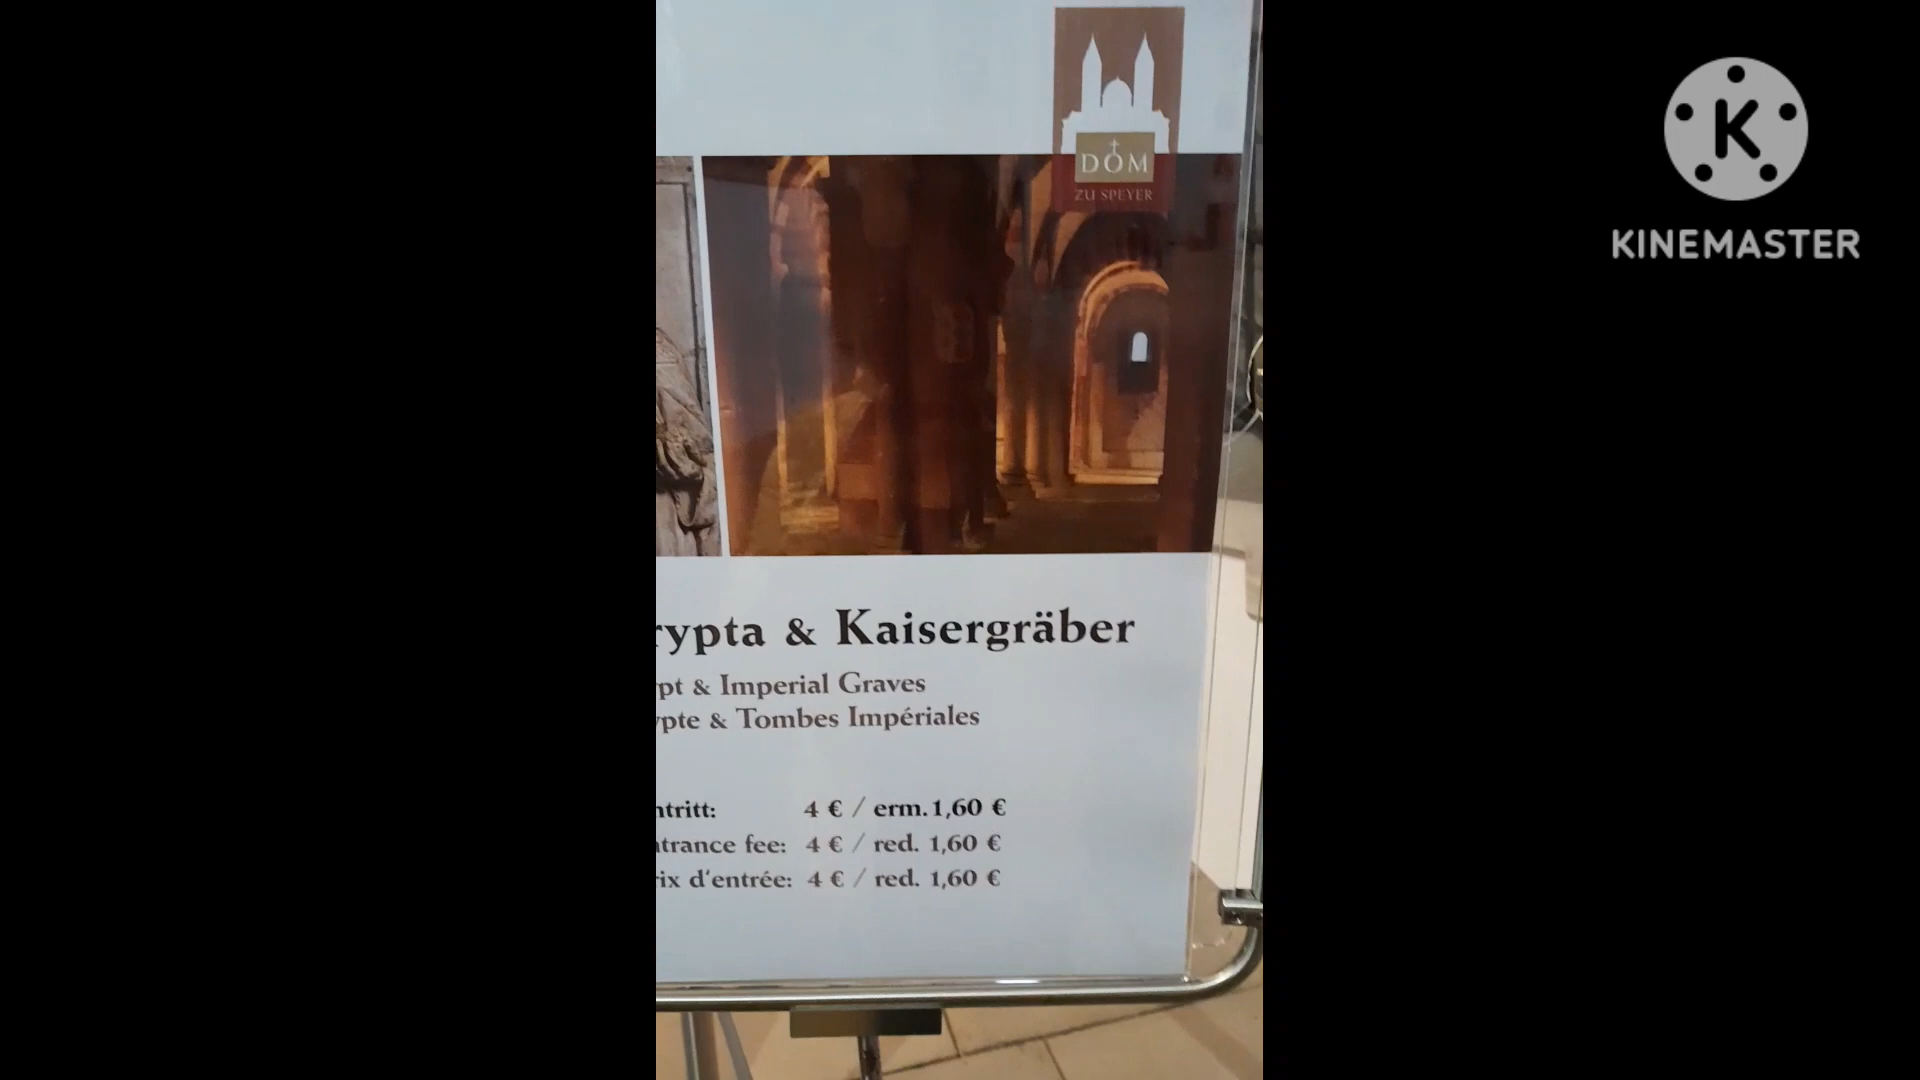 DOM
ZU SPEYER
KINEMASTER
rypta & Kaisergräber
pt & Imperial Graves
ypte & Tombes Impériales
ntritt: 4 € / erm. 1,60 €
ntrance fee: 4 € / red. 1,60 €
rix d'entrée: 4 € / red. 1,60 €